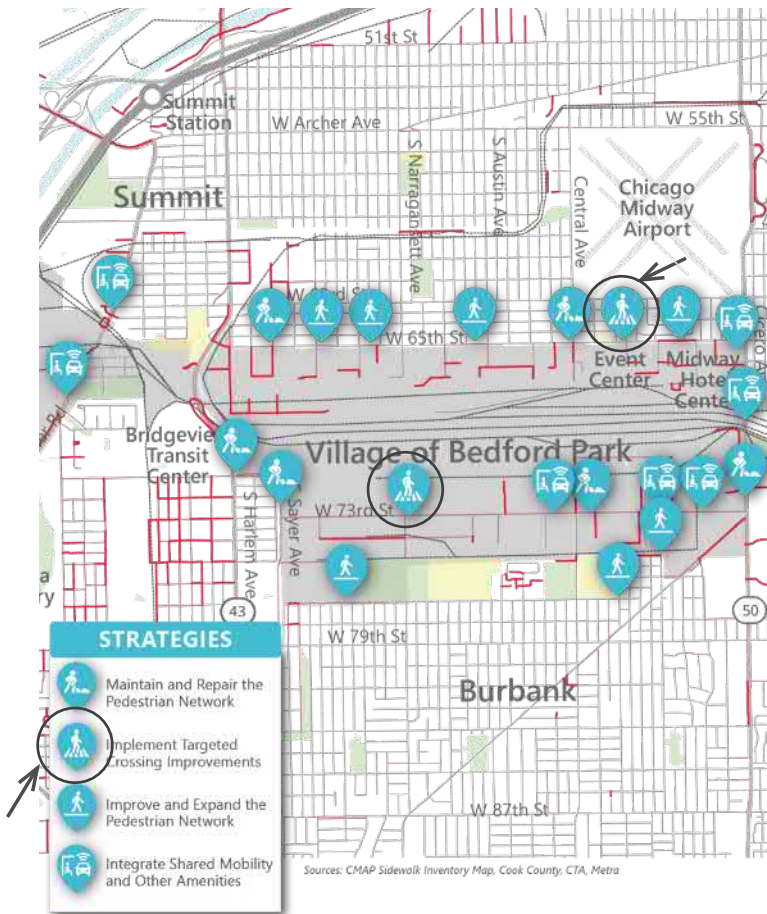 51st St
Summit
Station
W Archer Ave
W 55th St
S Narragansett Ave
S Austin Ave
Central Ave
Chicago
Midway
Airport
Summit
W 65th St
Event
Center
Midway
Hotel
Center
Bridgevie
Transit
Center
Village of Bedford Park
W 73rd St
S Harlem Ave
Sayer Ave
43
50
W 79th St
Burbank
W 87th St
STRATEGIES
Maintain and Repair the
Pedestrian Network
Implement Targeted
Crossing Improvements
Improve and Expand the
Pedestrian Network
Integrate Shared Mobility
and Other Amenities
Sources: CMAP Sidewalk Inventory Map, Cook County, CTA, Metra